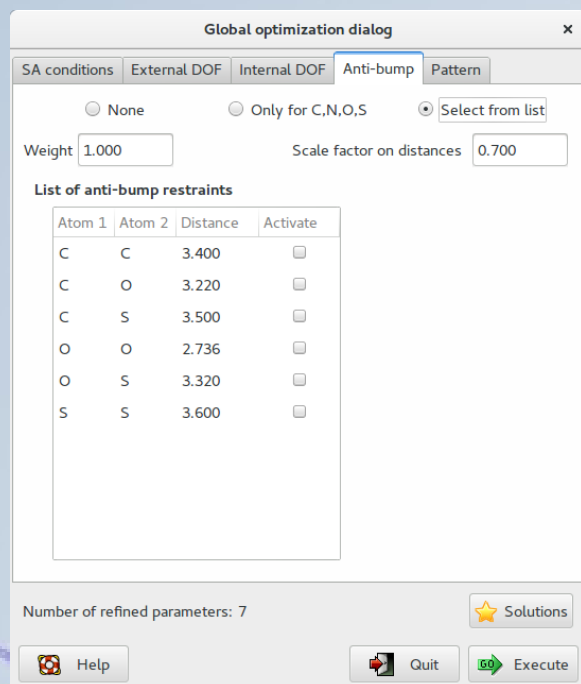 Global optimization dialog ×
SA conditions External DOF Internal DOF Anti-bump Pattern
None Only for C,N,O,S Select from list
Weight 1.000 Scale factor on distances 0.700
List of anti-bump restraints
Atom 1 Atom 2 Distance Activate
C C 3.400
C O 3.220
C S 3.500
O O 2.736
O S 3.320
S S 3.600
Number of refined parameters: 7 Solutions
Help Quit GO Execute